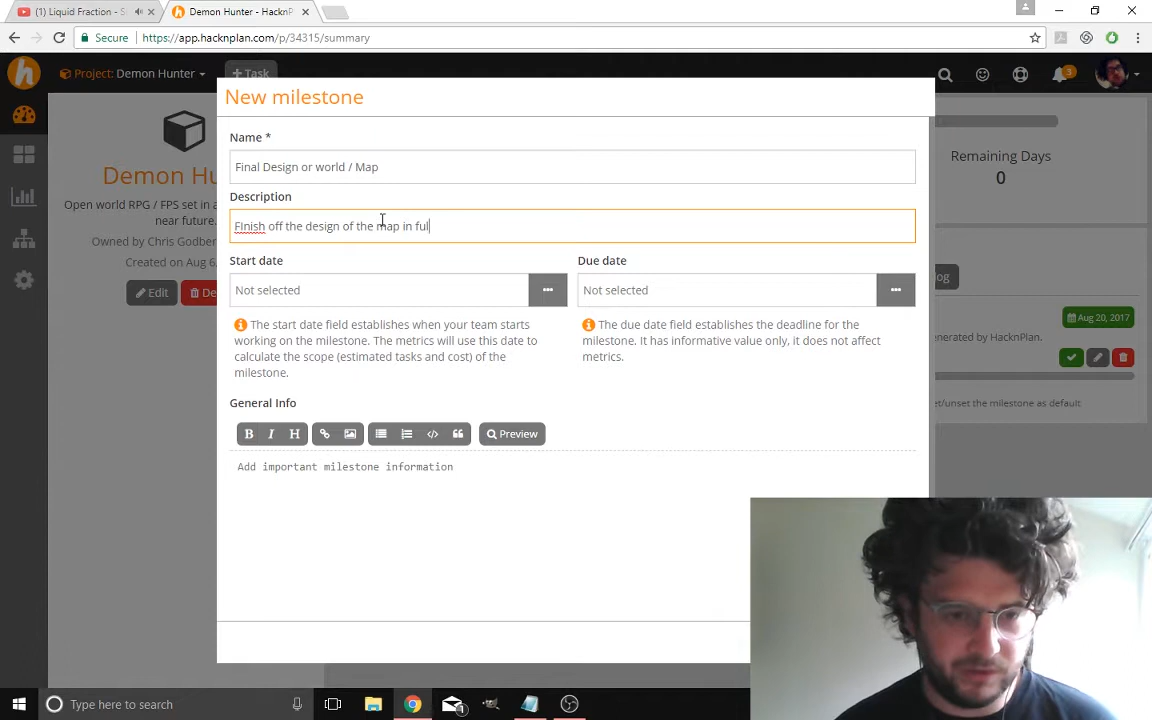 (1) Liquid Fraction - S
Demon Hunter - HacknP
Secure
https://app.hacknplan.com/p/34315/summary
Project: Demon Hunter
+ Task
3
New milestone
Name *
Final Design or world / Map
Description
FInish off the design of the map in ful
Start date
Due date
Not selected
Not selected
The start date field establishes when your team starts
working on the milestone. The metrics will use this date to
calculate the scope (estimated tasks and cost) of the
milestone.
The due date field establishes the deadline for the
milestone. It has informative value only, it does not affect
metrics.
General Info
B I H
Preview
Add important milestone information
Demon Hu
Open world RPG / FPS set in a
near future.
Owned by Chris Godber
Created on Aug 6,
Edit
De
Remaining Days
0
og
Aug 20, 2017
enerated by HacknPlan.
et/unset the milestone as default
Type here to search
1